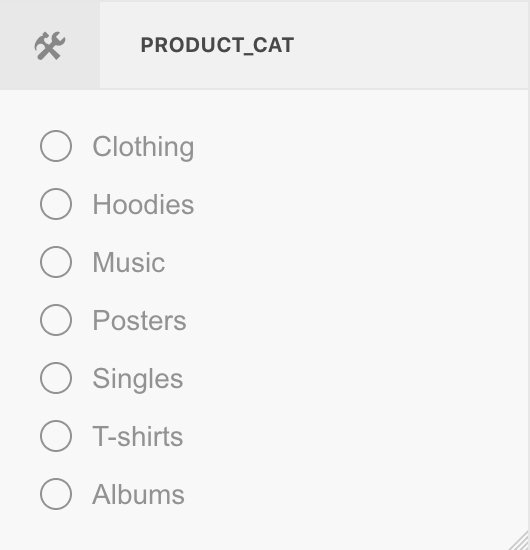 PRODUCT_CAT
Clothing
Hoodies
Music
Posters
Singles
T-shirts
Albums